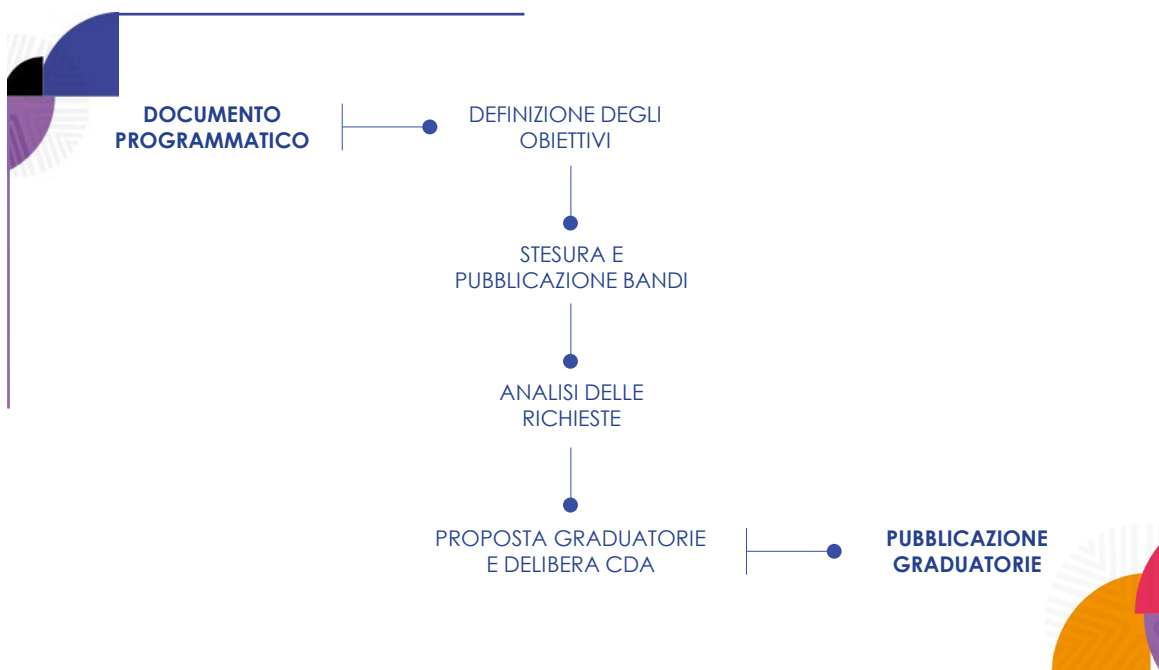 DOCUMENTO
PROGRAMMATICO
DEFINIZIONE DEGLI
OBIETTIVI
STESURA E
PUBBLICAZIONE BANDI
ANALISI DELLE
RICHIESTE
PROPOSTA GRADUATORIE
E DELIBERA CDA
PUBBLICAZIONE
GRADUATORIE